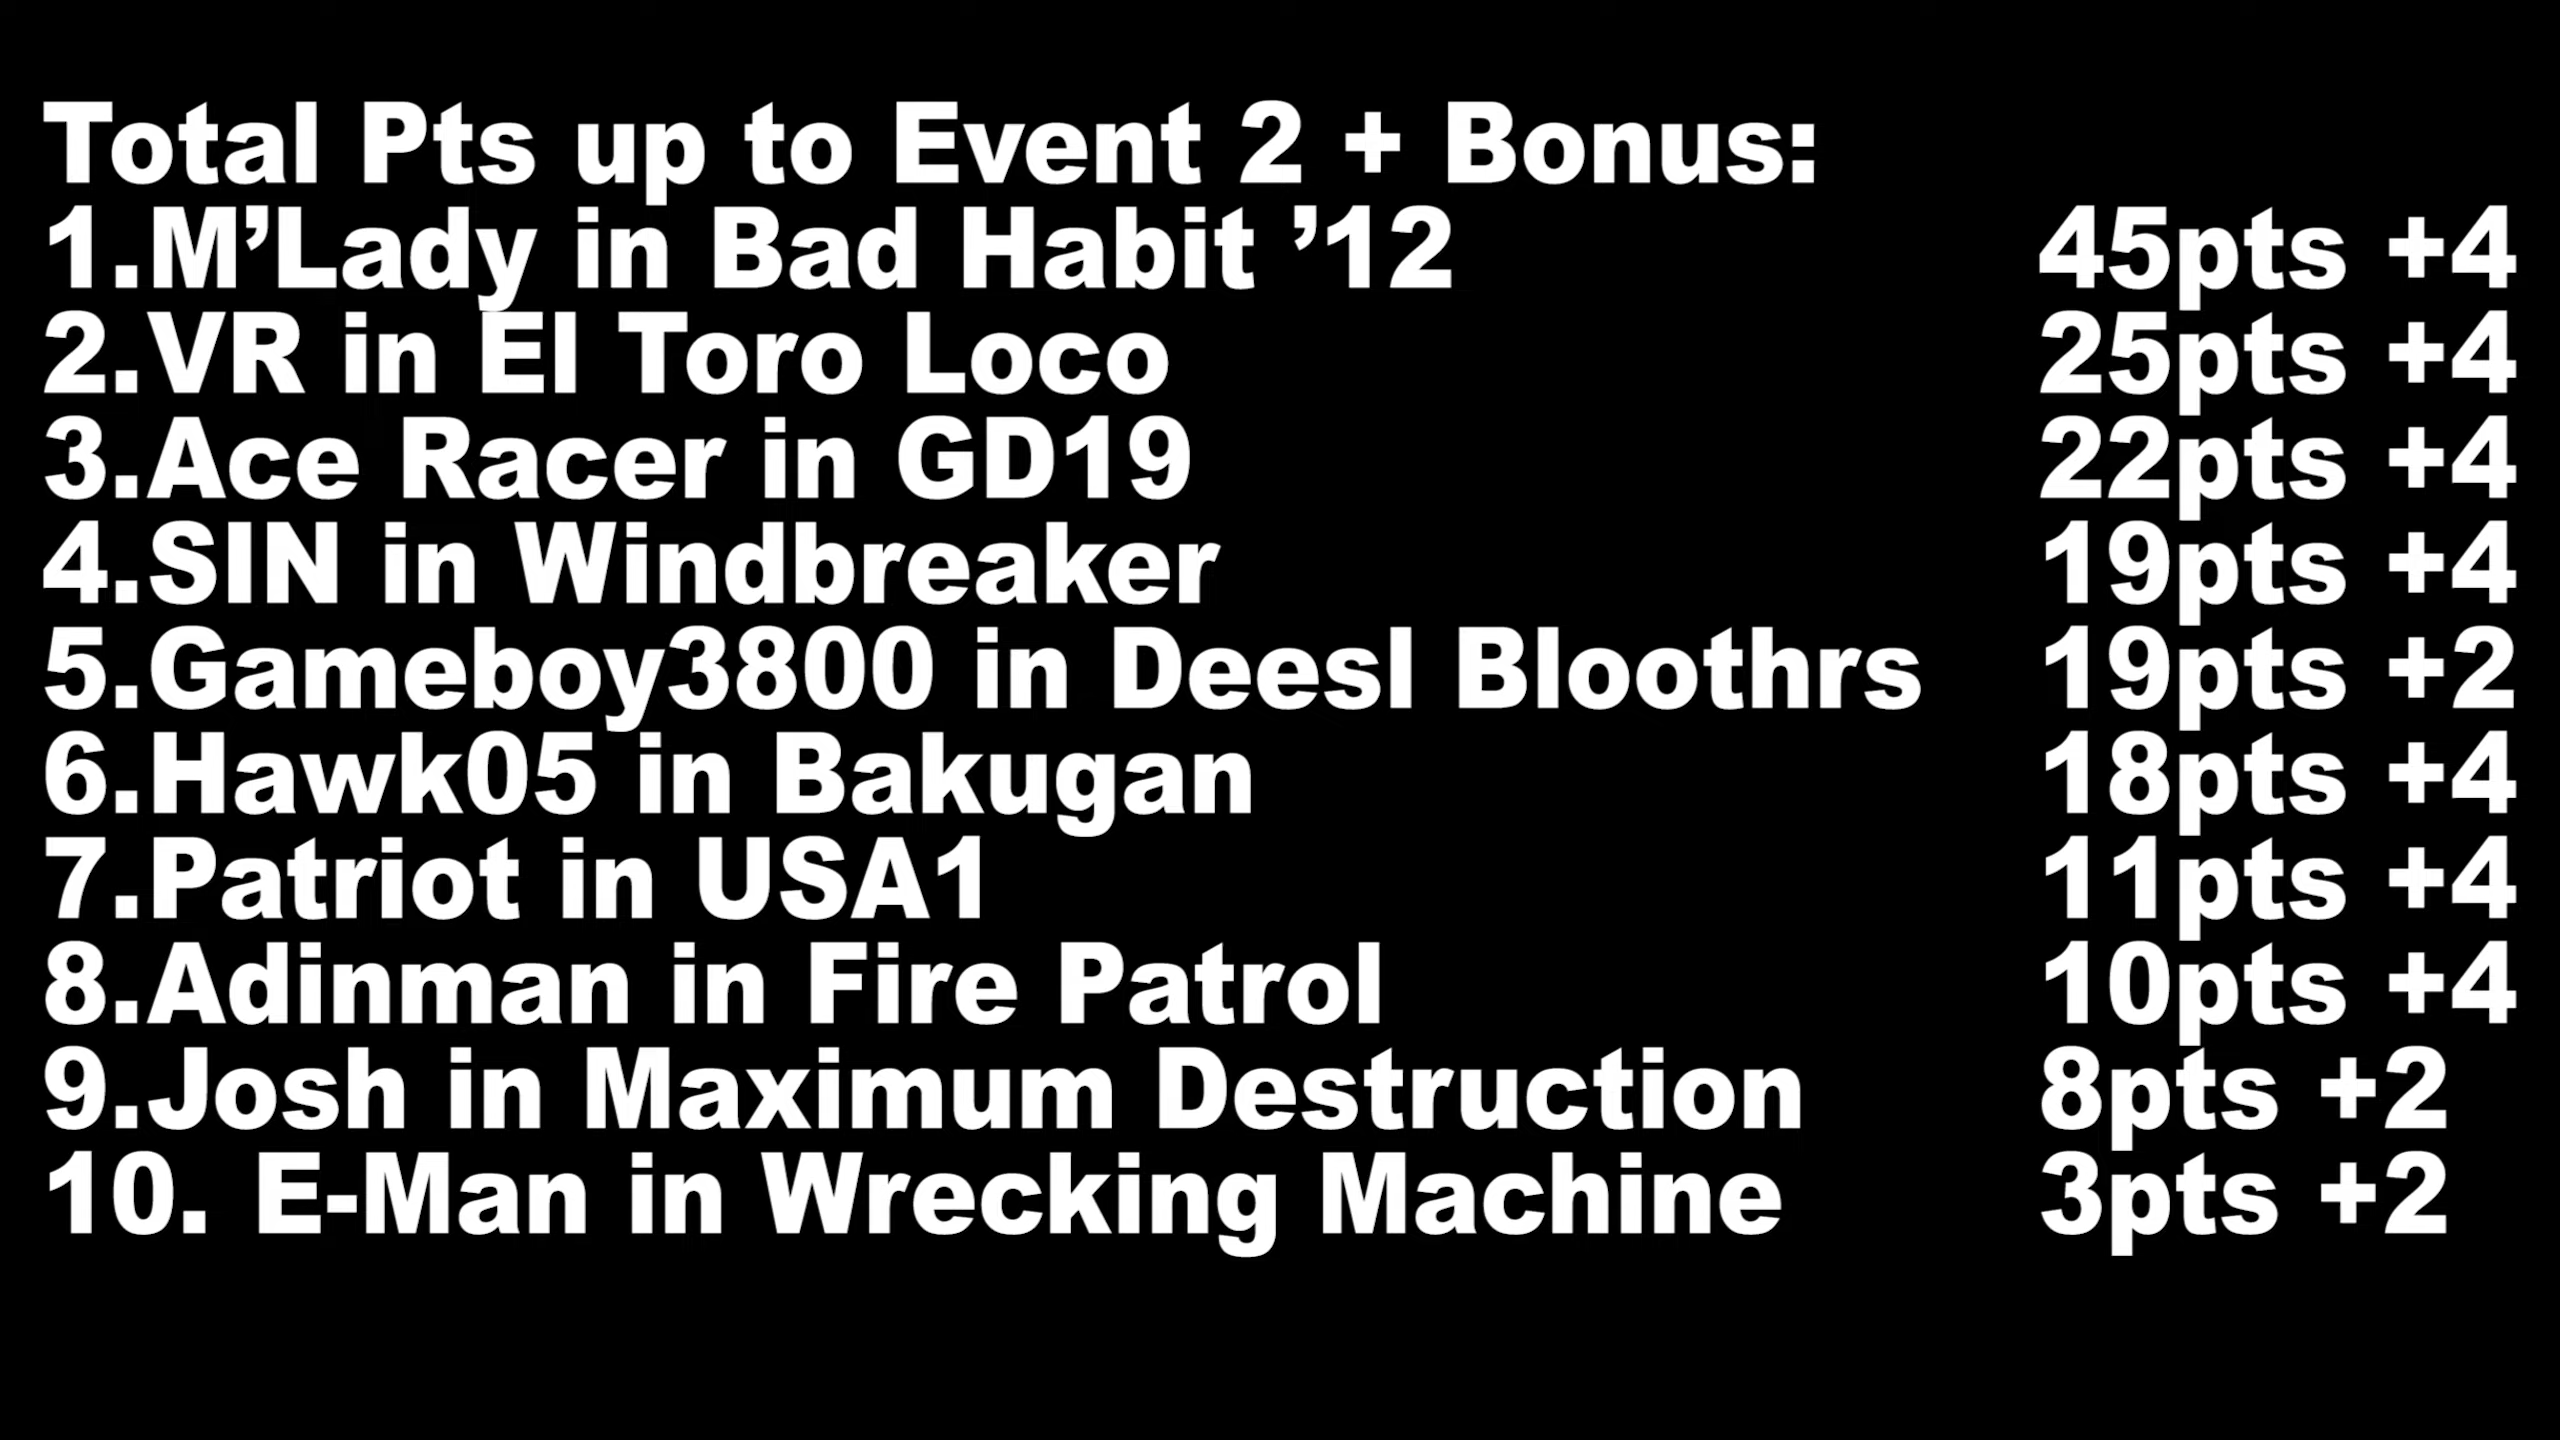 Total Pts up to Event 2 + Bonus:
1.M’Lady in Bad Habit ’12 45pts +4
2.VR in El Toro Loco 25pts +4
3.Ace Racer in GD19 22pts +4
4.SIN in Windbreaker 19pts +4
5.Gameboy3800 in Deesl Bloothrs 19pts +2
6.Hawk05 in Bakugan 18pts +4
7.Patriot in USA1 11pts +4
8.Adinman in Fire Patrol 10pts +4
9.Josh in Maximum Destruction 8pts +2
10. E-Man in Wrecking Machine 3pts +2